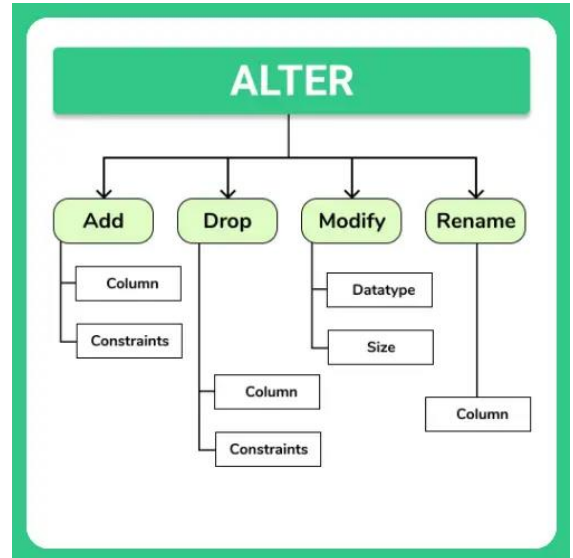 ALTER
Add
Drop
Modify
Rename
Column
Constraints
Datatype
Size
Column
Constraints
Column